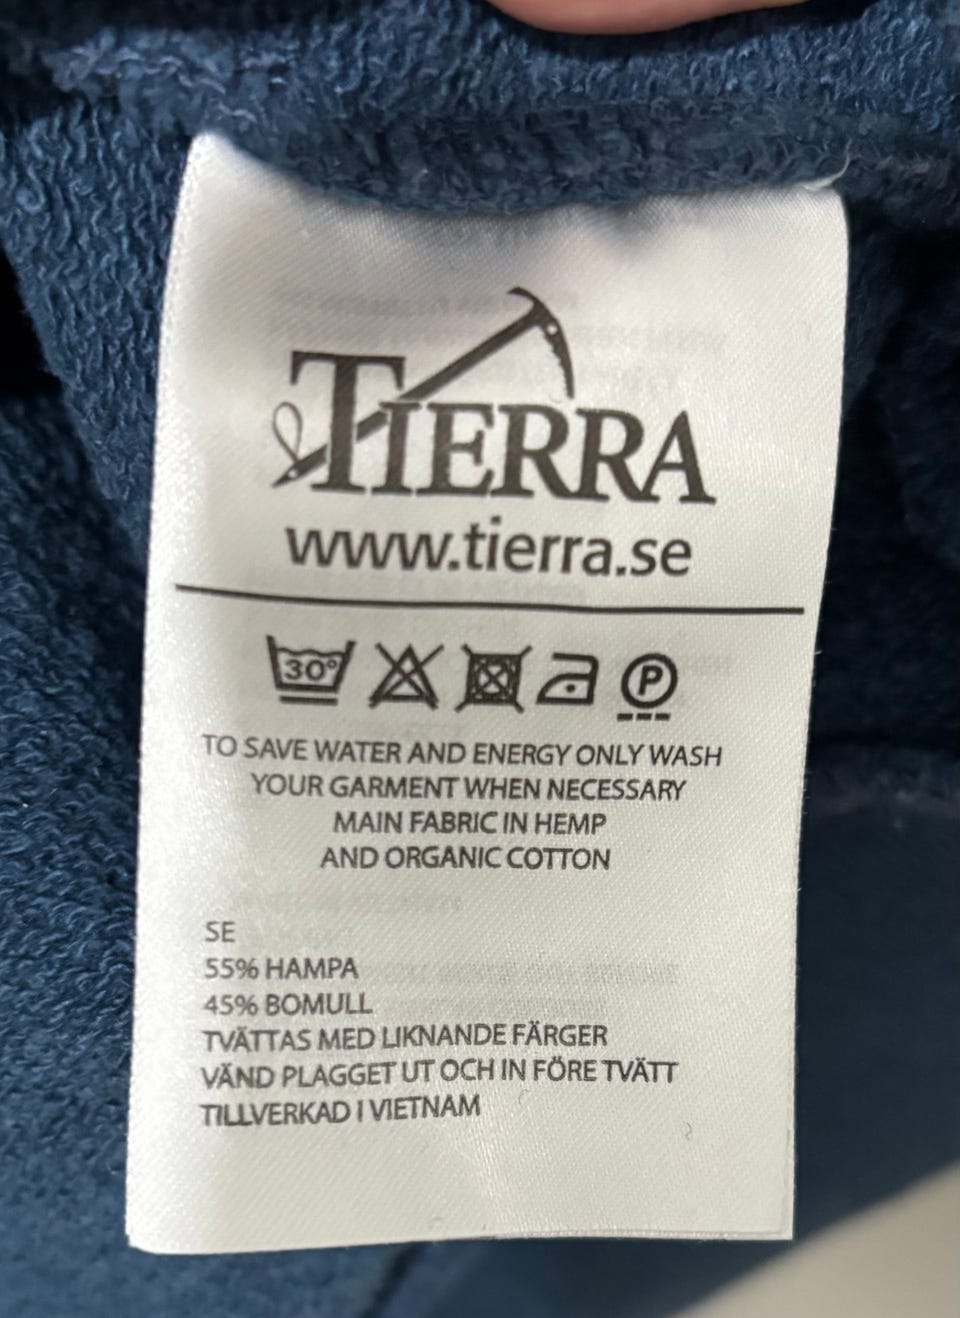 TIERRA
www.tierra.se
30°
P
TO SAVE WATER AND ENERGY ONLY WASH
YOUR GARMENT WHEN NECESSARY
MAIN FABRIC IN HEMP
AND ORGANIC COTTON
SE
55% HAMPA
45% BOMULL
TVÄTTAS MED LIKNANDE FÄRGER
VÄND PLAGGET UT OCH IN FÖRE TVÄTT
TILLVERKAD I VIETNAM